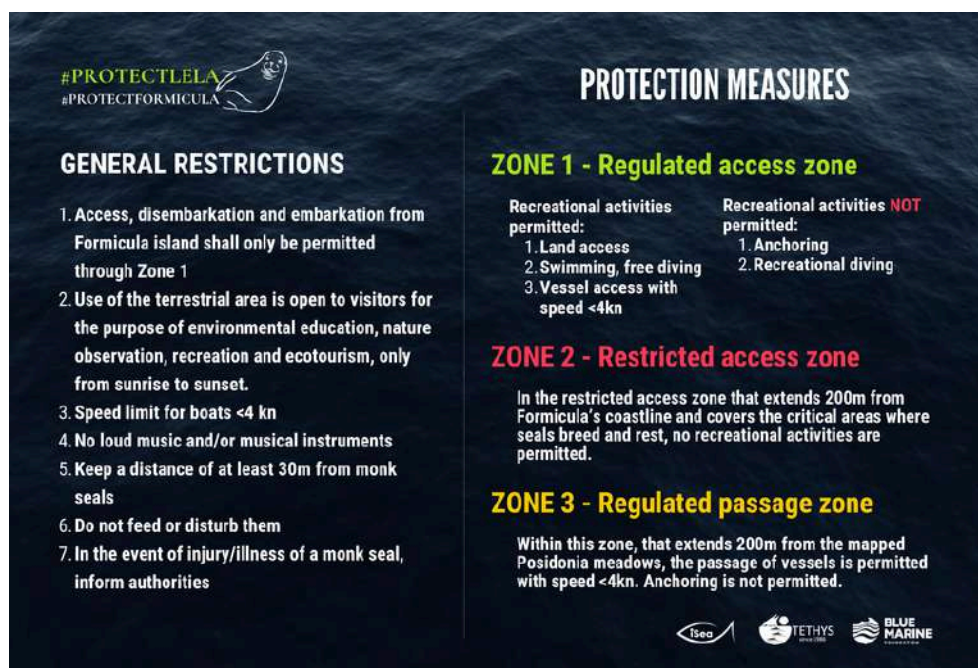 #PROTECTLELA
#PROTECTFORMICULA
GENERAL RESTRICTIONS
1. Access, disembarkation and embarkation from
Formicula island shall only be permitted
through Zone 1
2. Use of the terrestrial area is open to visitors for
the purpose of environmental education, nature
observation, recreation and ecotourism, only
from sunrise to sunset.
3. Speed limit for boats <4 kn
4. No loud music and/or musical instruments
5. Keep a distance of at least 30m from monk
seals
6. Do not feed or disturb them
7. In the event of injury/illness of a monk seal,
inform authorities
PROTECTION MEASURES
ZONE 1 - Regulated access zone
Recreational activities
permitted:
1. Land access
2. Swimming, free diving
3. Vessel access with
speed <4kn
Recreational activities NOT
permitted:
1. Anchoring
2. Recreational diving
ZONE 2 - Restricted access zone
In the restricted access zone that extends 200m from
Formicula's coastline and covers the critical areas where
seals breed and rest, no recreational activities are
permitted.
ZONE 3 - Regulated passage zone
Within this zone, that extends 200m from the mapped
Posidonia meadows, the passage of vessels is permitted
with speed <4kn. Anchoring is not permitted.
iSea
TETHYS
since 1986
BLUE
MARINE
FOUNDATION